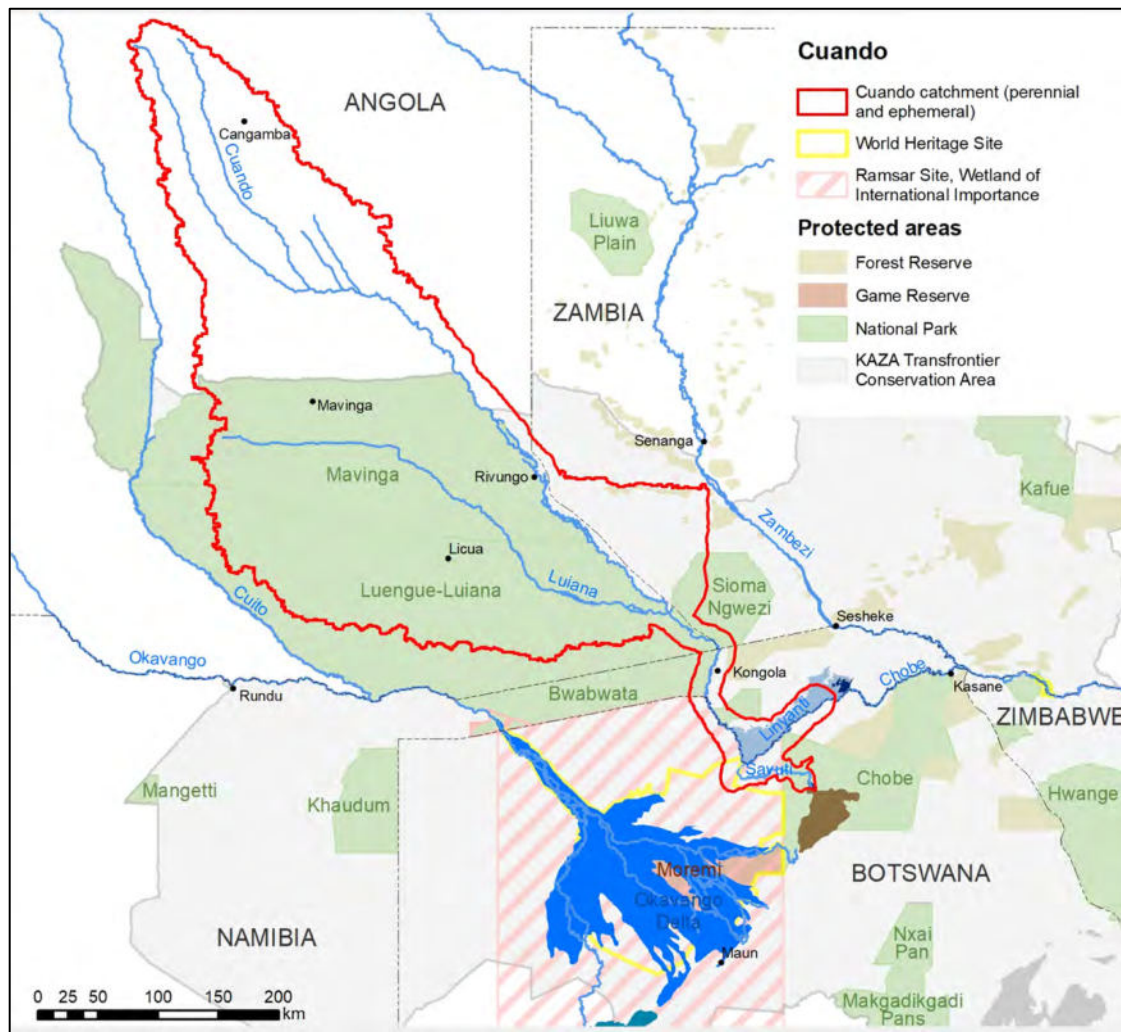 Cuando
Cuando catchment (perennial
and ephemeral)
World Heritage Site
Ramsar Site, Wetland of
International Importance
Protected areas
Forest Reserve
Game Reserve
National Park
KAZA Transfrontier
Conservation Area
ANGOLA
Cangamba
Cuando
Liuwa
Plain
ZAMBIA
Mavinga
Senanga
Mavinga
Rivungo
Kafue
Zambezi
Licua
Luengue-Luiana
Luiana
Sioma
Ngwezi
Cuito
Sesheke
Okavango
Rundu
Bwabwata
Kongola
Chobe
Kasane
Linyanti
ZIMBABWE
Savuti
Chobe
Mangetti
Khaudum
Hwange
Moremi
Okavango
Delta
BOTSWANA
NAMIBIA
Maun
Nxai
Pan
Makgadikgadi
Pans
0 25 50 100 150 200
km